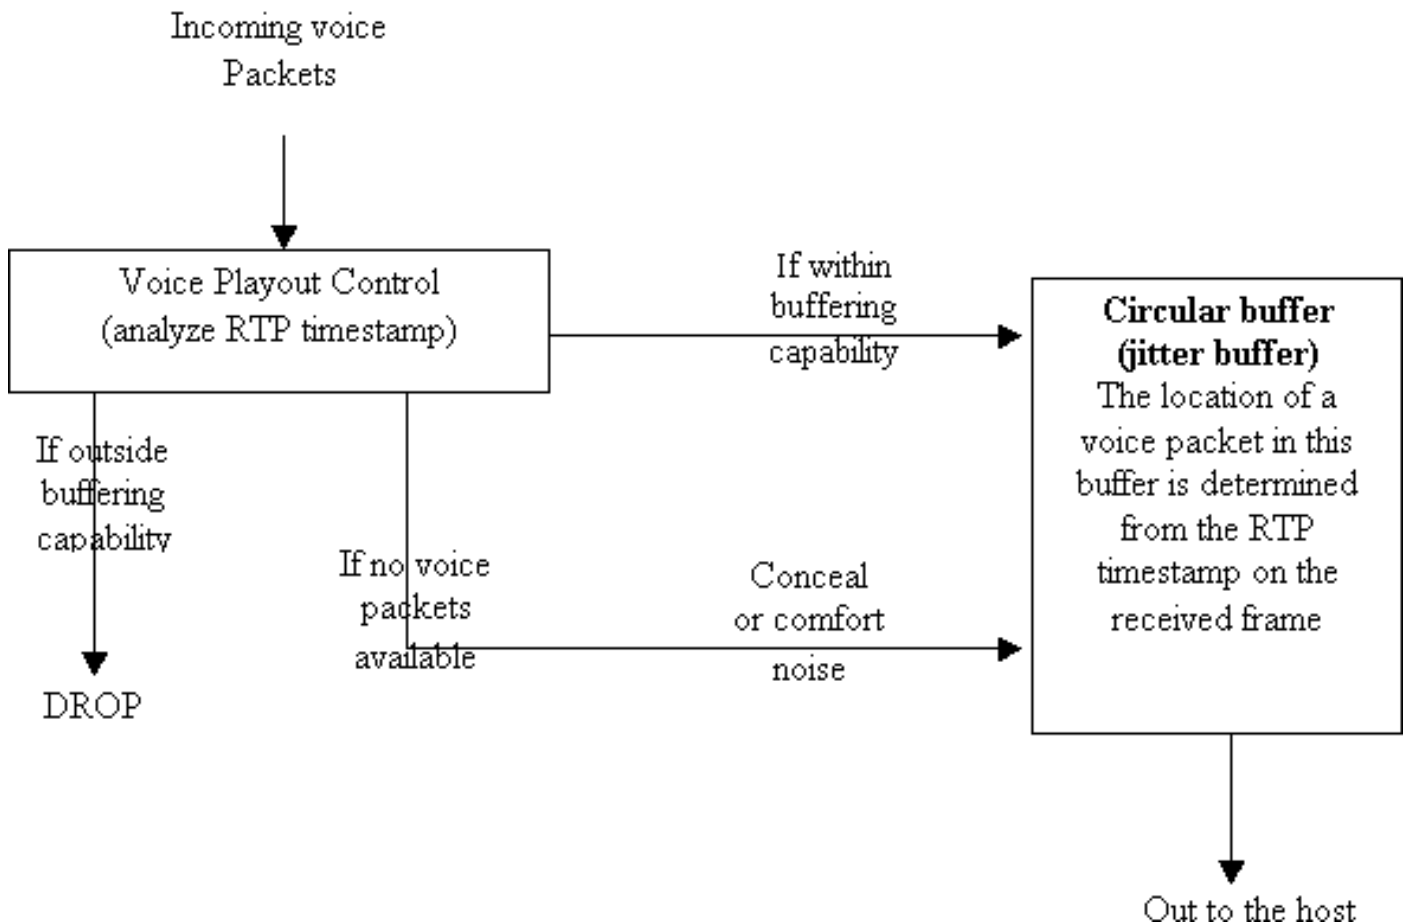 Incoming voice
Packets
Voice Playout Control
(analyze RTP timestamp)
If within
buffering
capability
Circular buffer
(jitter buffer)
The location of a
voice packet in this
buffer is determined
from the RTP
timestamp on the
received frame
If outside
buffering
capability
If no voice
packets
available
Conceal
or comfort
noise
DROP
Out to the host